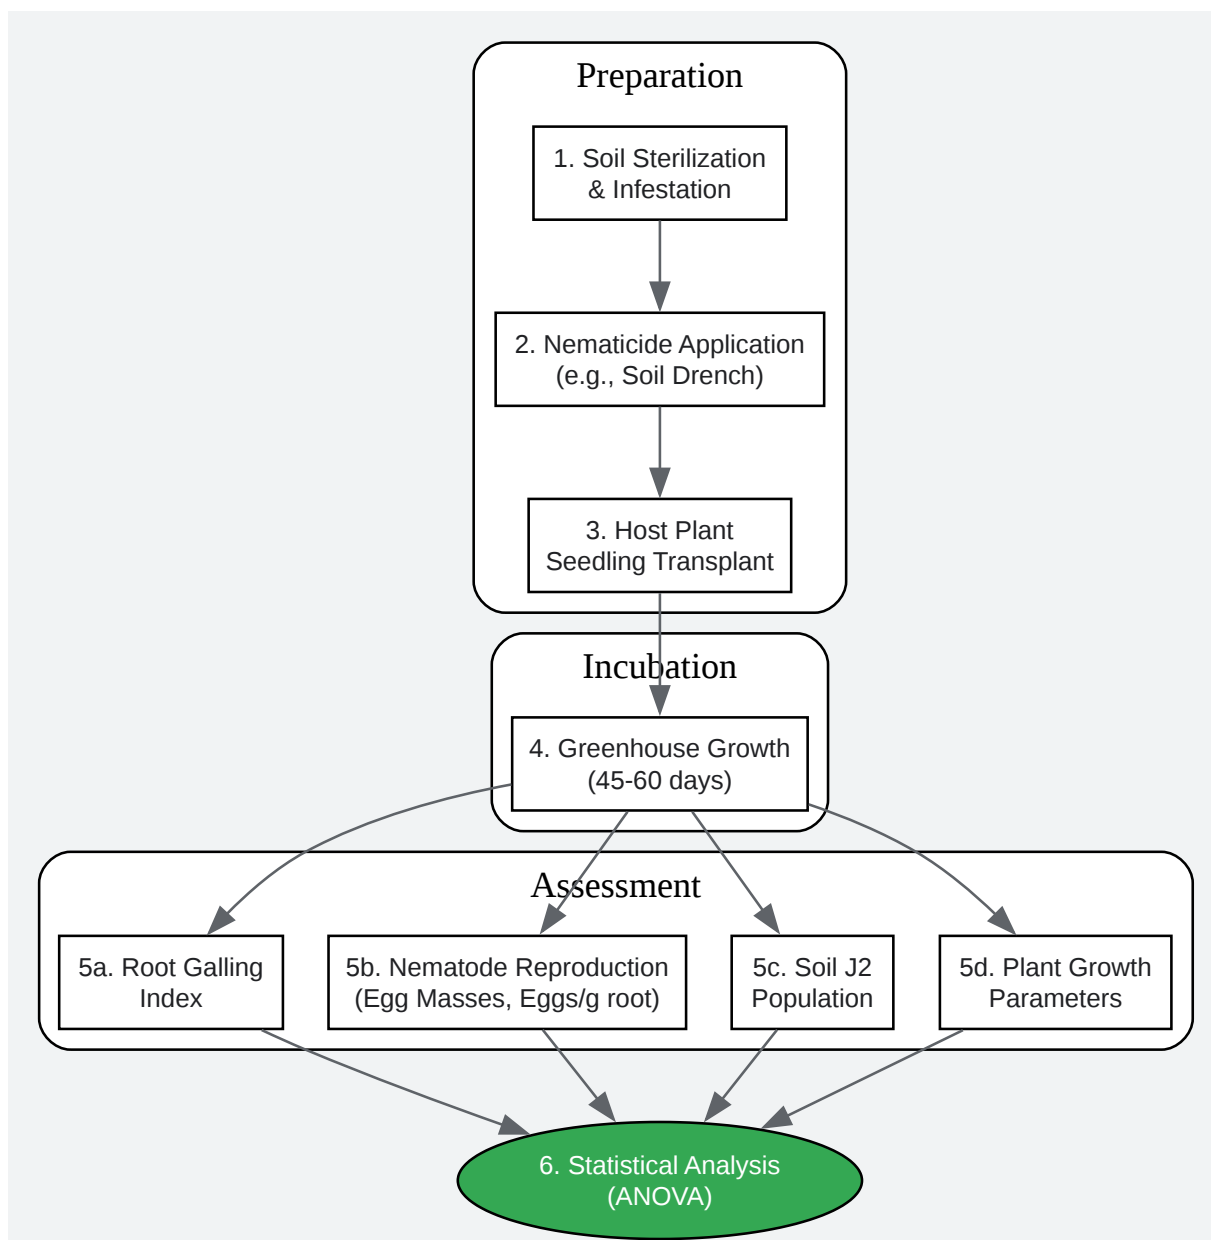 Preparation
1. Soil Sterilization
& Infestation
2. Nematicide Application
(e.g., Soil Drench)
3. Host Plant
Seedling Transplant
Incubation
4. Greenhouse Growth
(45-60 days)
Assessment
5a. Root Galling
Index
5b. Nematode Reproduction
(Egg Masses, Eggs/g root)
5c. Soil J2
Population
5d. Plant Growth
Parameters
6. Statistical Analysis
(ANOVA)